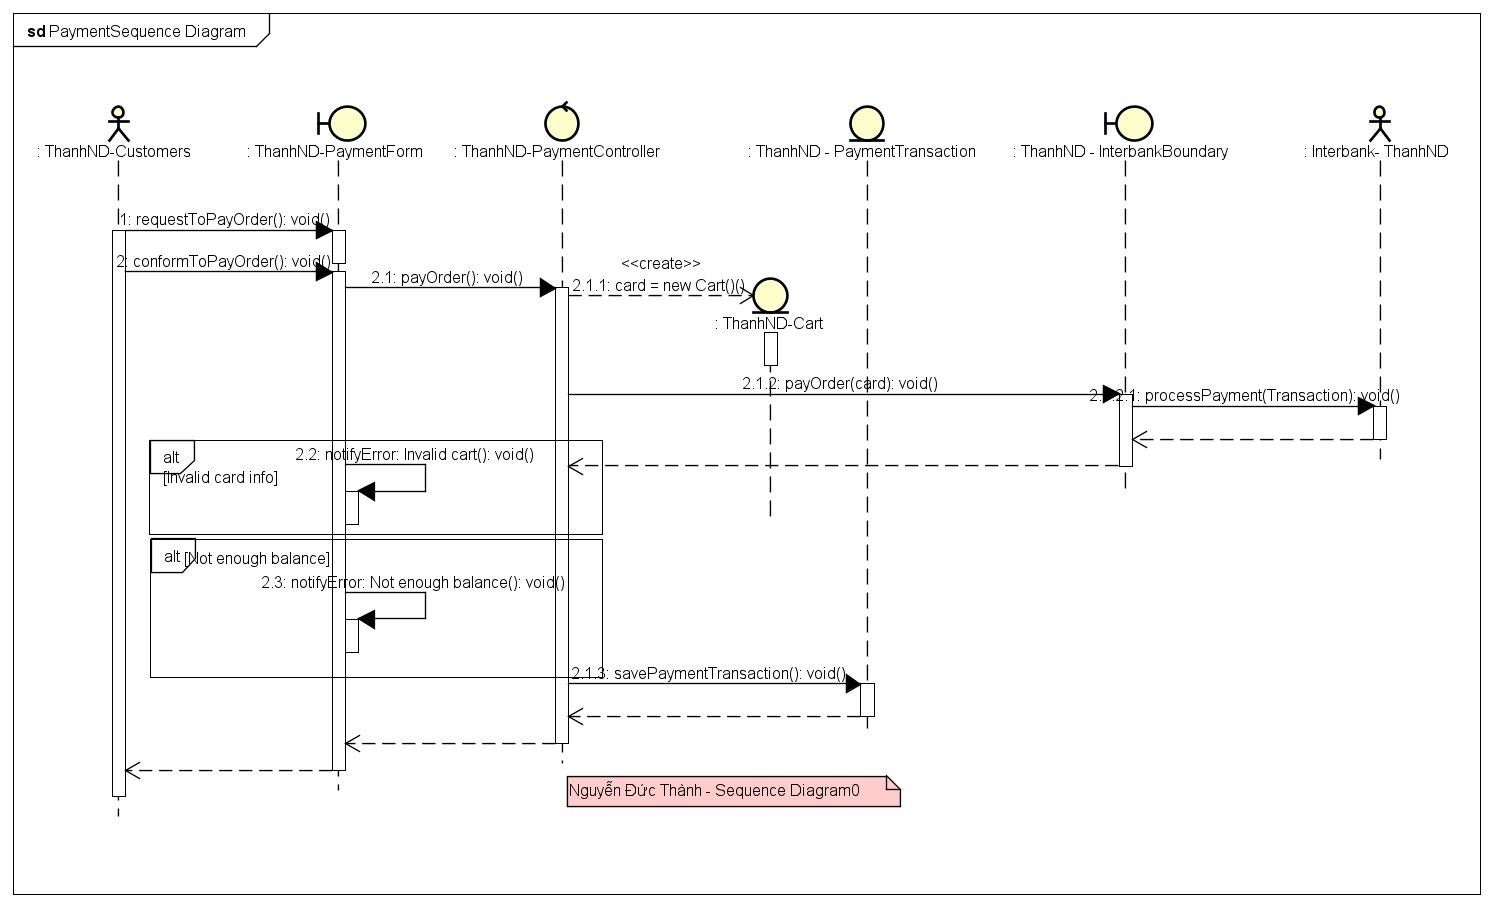 sd PaymentSequence Diagram
: ThanhND-Customers
: ThanhND-PaymentForm
: ThanhND-PaymentController
: ThanhND - PaymentTransaction
: ThanhND - InterbankBoundary
: Interbank- ThanhND
1: requestToPayOrder(): void()
2: conformToPayOrder(): void()
2.1: payOrder(): void()
<<create>>
2.1.1: card = new Cart()()
: ThanhND-Cart
2.1.2: payOrder(card): void()
2.1.2.1: processPayment(Transaction): void()
alt
2.2: notifyError: Invalid cart(): void()
[Invalid card info]
alt
[Not enough balance]
2.3: notifyError: Not enough balance(): void()
2.1.3: savePaymentTransaction(): void()
Nguyễn Đức Thành - Sequence Diagram0